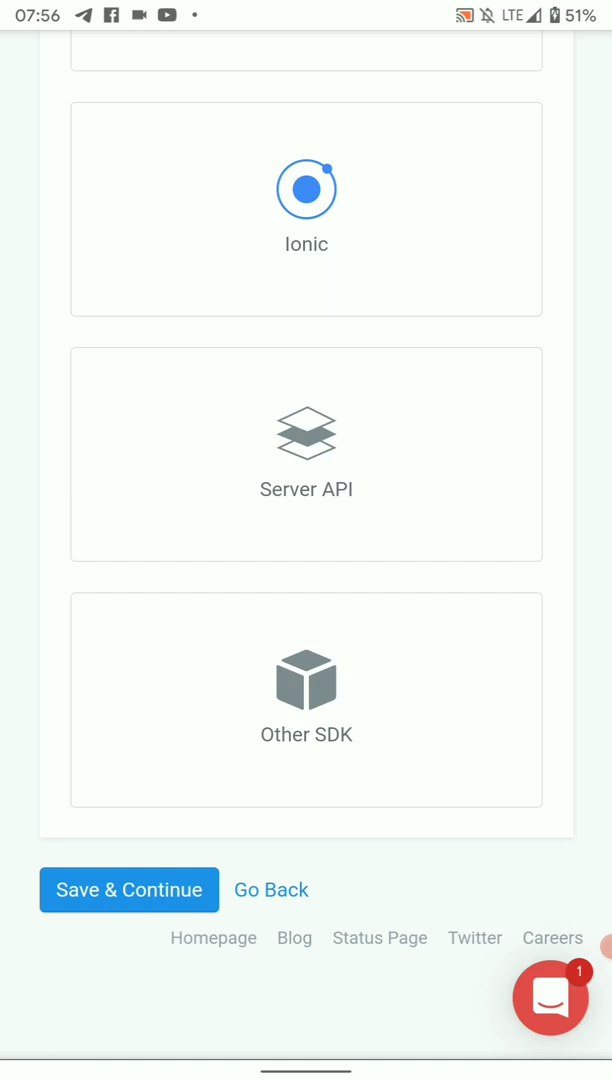 07:56 LTE 51%
Ionic
Server API
Other SDK
Save & Continue Go Back
Homepage Blog Status Page Twitter Careers
1